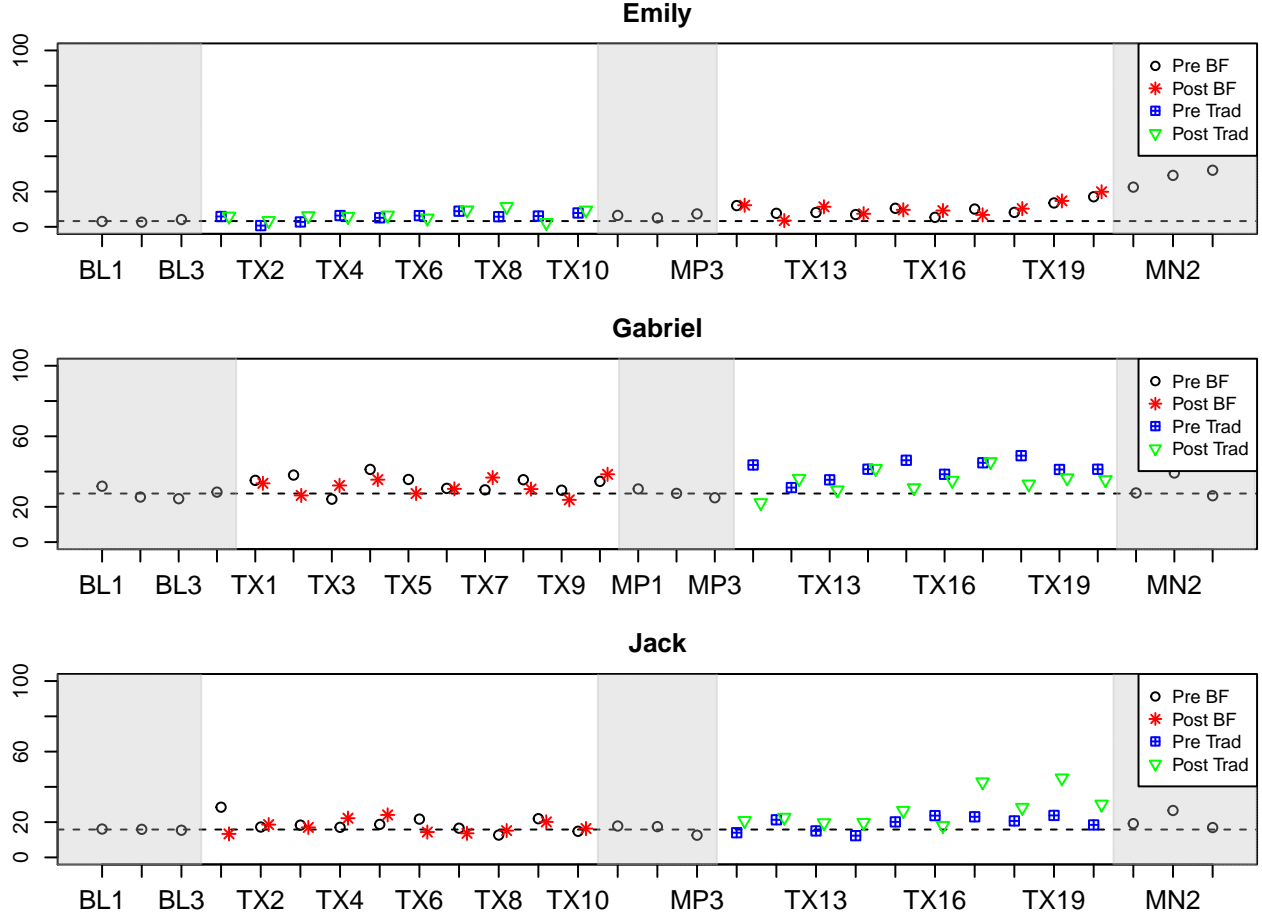 Emily
100
60
20
0
Pre BF
Post BF
Pre Trad
Post Trad
BL1 BL3 TX2 TX4 TX6 TX8 TX10 MP3 TX13 TX16 TX19 MN2
Gabriel
100
60
20
0
Pre BF
Post BF
Pre Trad
Post Trad
BL1 BL3 TX1 TX3 TX5 TX7 TX9 MP1 MP3 TX13 TX16 TX19 MN2
Jack
100
60
20
0
Pre BF
Post BF
Pre Trad
Post Trad
BL1 BL3 TX2 TX4 TX6 TX8 TX10 MP3 TX13 TX16 TX19 MN2